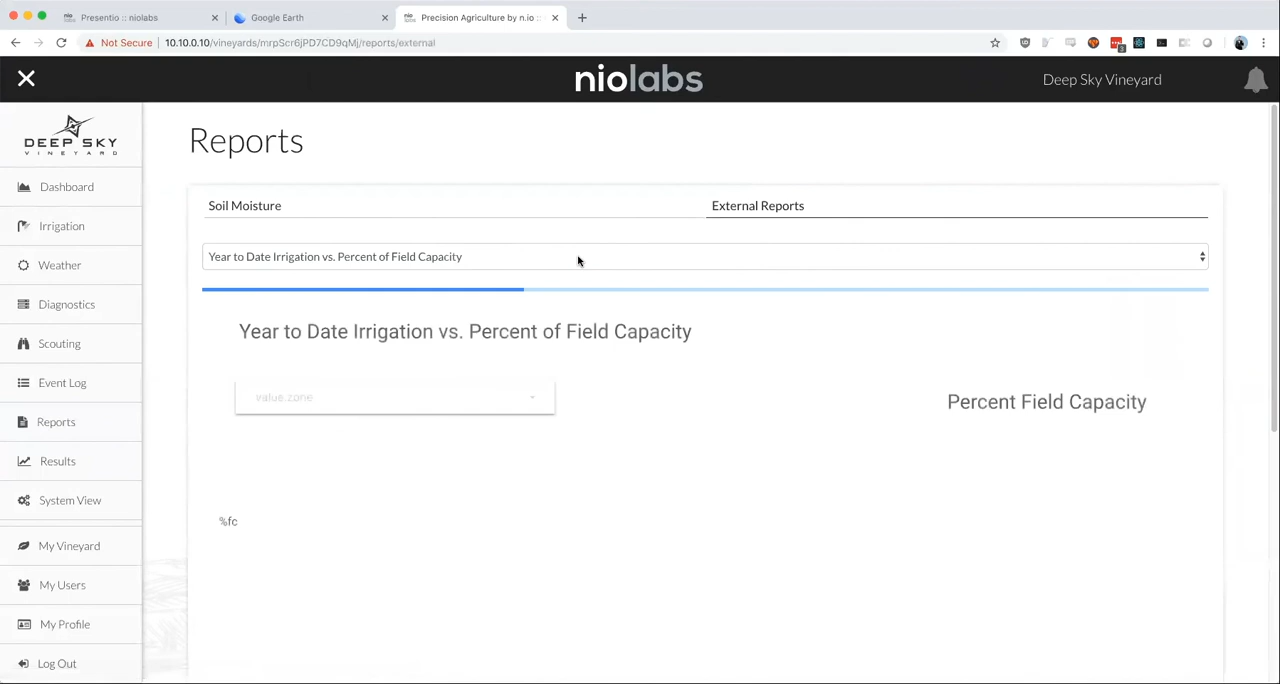 Presentio :: niolabs
Google Earth
Precision Agriculture by n.io ::
Not Secure
10.10.0.10/vineyards/mrpScr6jPD7CD9qMj/reports/external
niolabs
Deep Sky Vineyard
DEEP SKY
VINEYARD
Dashboard
Irrigation
Weather
Diagnostics
Scouting
Event Log
Reports
Results
System View
My Vineyard
My Users
My Profile
Log Out
Reports
Soil Moisture
External Reports
Year to Date Irrigation vs. Percent of Field Capacity
Year to Date Irrigation vs. Percent of Field Capacity
value.zone
Percent Field Capacity
%fc